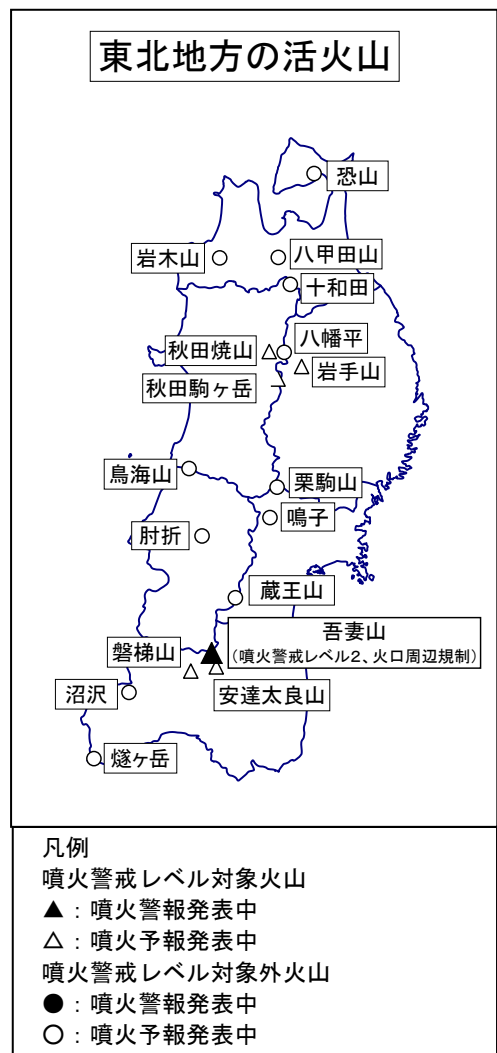 東北地方の活火山
恐山
岩木山
八甲田山
十和田
秋田焼山
八幡平
岩手山
秋田駒ヶ岳
鳥海山
栗駒山
鳴子
肘折
蔵王山
吾妻山
(噴火警戒レベル2、火口周辺規制)
磐梯山
沼沢
安達太良山
燧ヶ岳
凡例
噴火警戒レベル対象火山
▲:噴火警報発表中
△:噴火予報発表中
噴火警戒レベル対象外火山
●:噴火警報発表中
○:噴火予報発表中